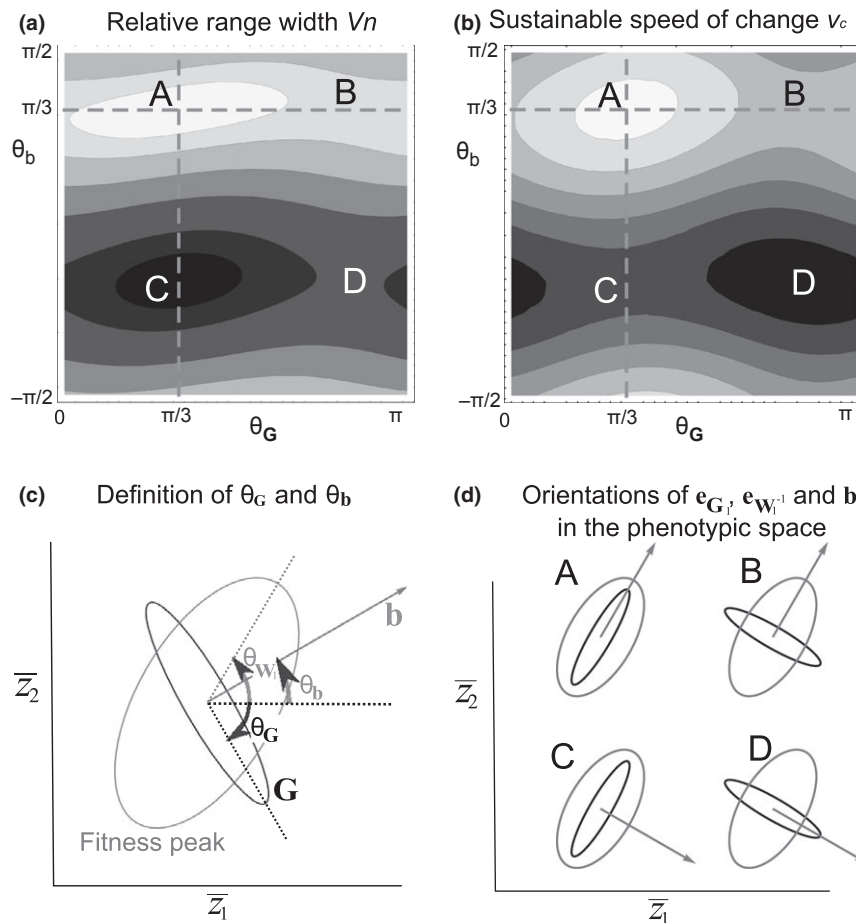 (a) Relative range width Vn
π/2
π/3
θb
−π/2
A
B
C
D
0
π/3
θG
π
(b) Sustainable speed of change vc
π/2
π/3
θb
−π/2
A
B
C
D
0
π/3
θG
π
(c) Definition of θG and θb
z̅2
b
θW1
θb
θG
G
Fitness peak
z̅1
(d) Orientations of eG1, eW1-1 and b
in the phenotypic space
A
B
z̅2
C
D
z̅1